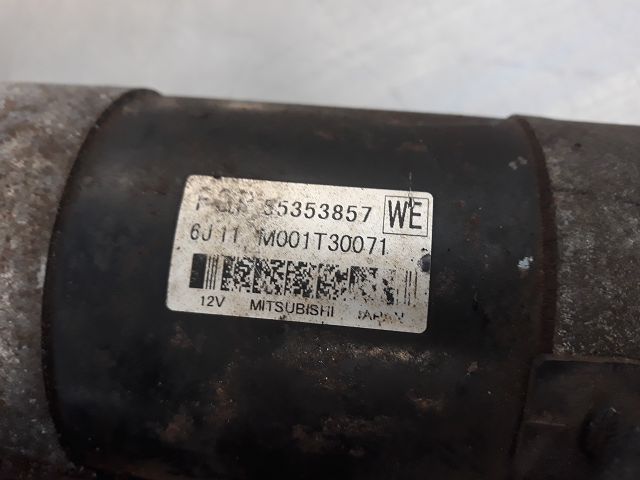 55353857 WE
6J11 M001T30071
12V MITSUBISHI JAPAN